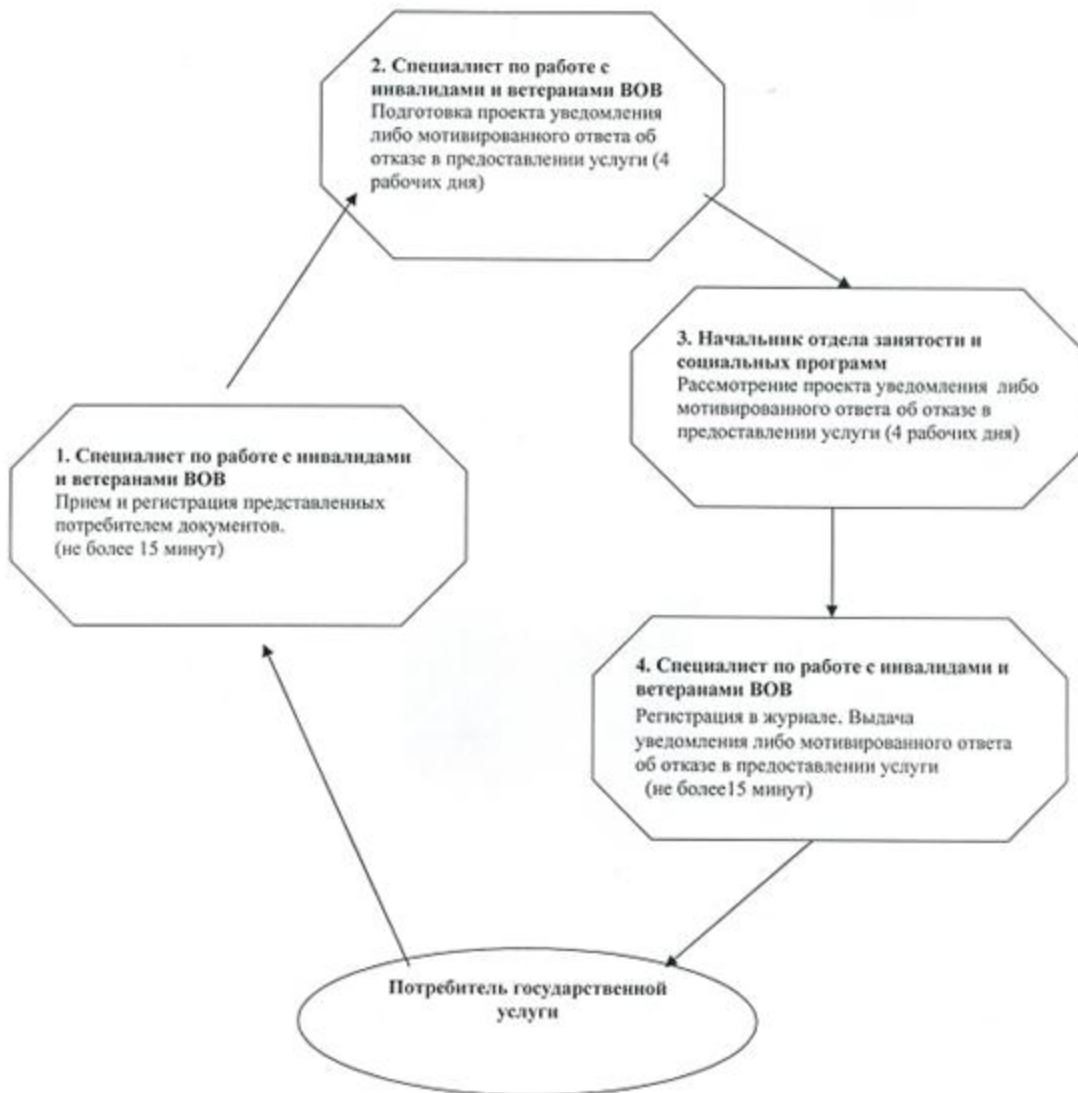 2. Специалист по работе с
инвалидами и ветеранами ВОВ
Подготовка проекта уведомления
либо мотивированного ответа об
отказе в предоставлении услуги (4
рабочих дня)
3. Начальник отдела занятости и
социальных программ
Рассмотрение проекта уведомления либо
мотивированного ответа об отказе в
предоставлении услуги (4 рабочих дня)
1. Специалист по работе с инвалидами
и ветеранами ВОВ
Прием и регистрация представленных
потребителем документов.
(не более 15 минут)
4. Специалист по работе с инвалидами и
ветеранами ВОВ
Регистрация в журнале. Выдача
уведомления либо мотивированного ответа
об отказе в предоставлении услуги
(не более15 минут)
Потребитель государственной
услуги